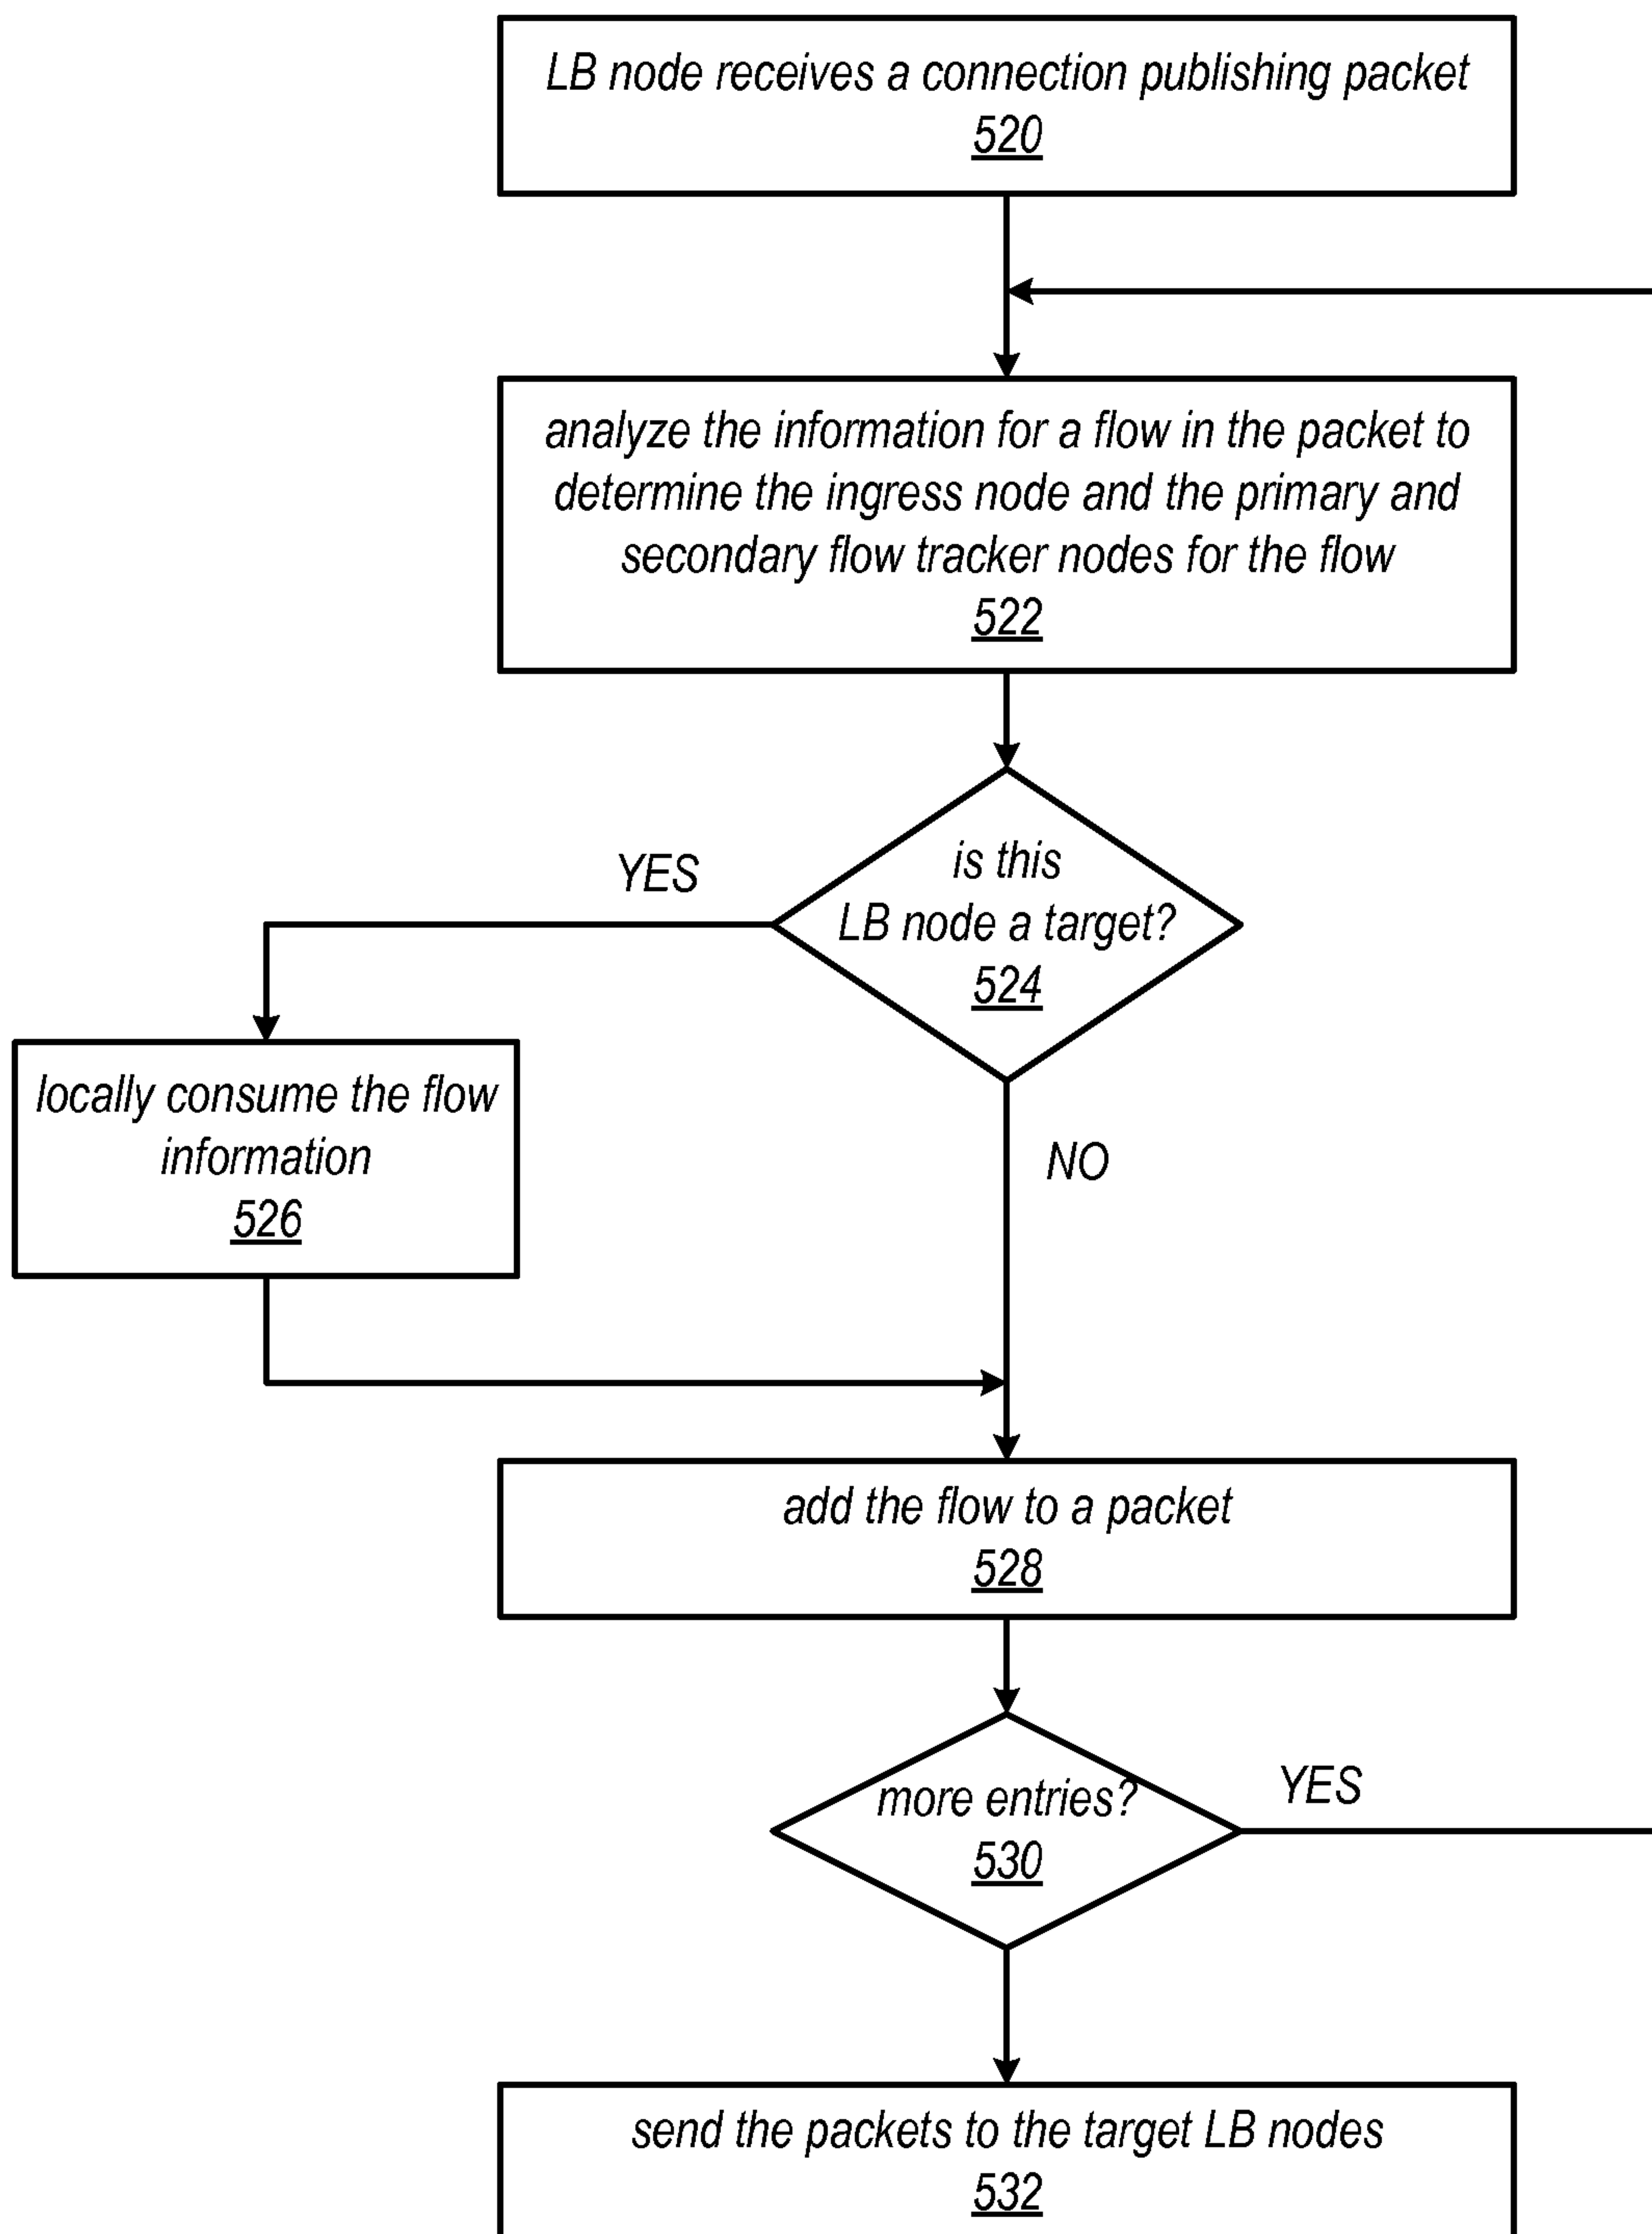 LB node receives a connection publishing packet
520
analyze the information for a flow in the packet to
determine the ingress node and the primary and
secondary flow tracker nodes for the flow
522
is this
LB node a target?
524
YES
locally consume the flow
information
526
NO
add the flow to a packet
528
more entries?
530
YES
send the packets to the target LB nodes
532